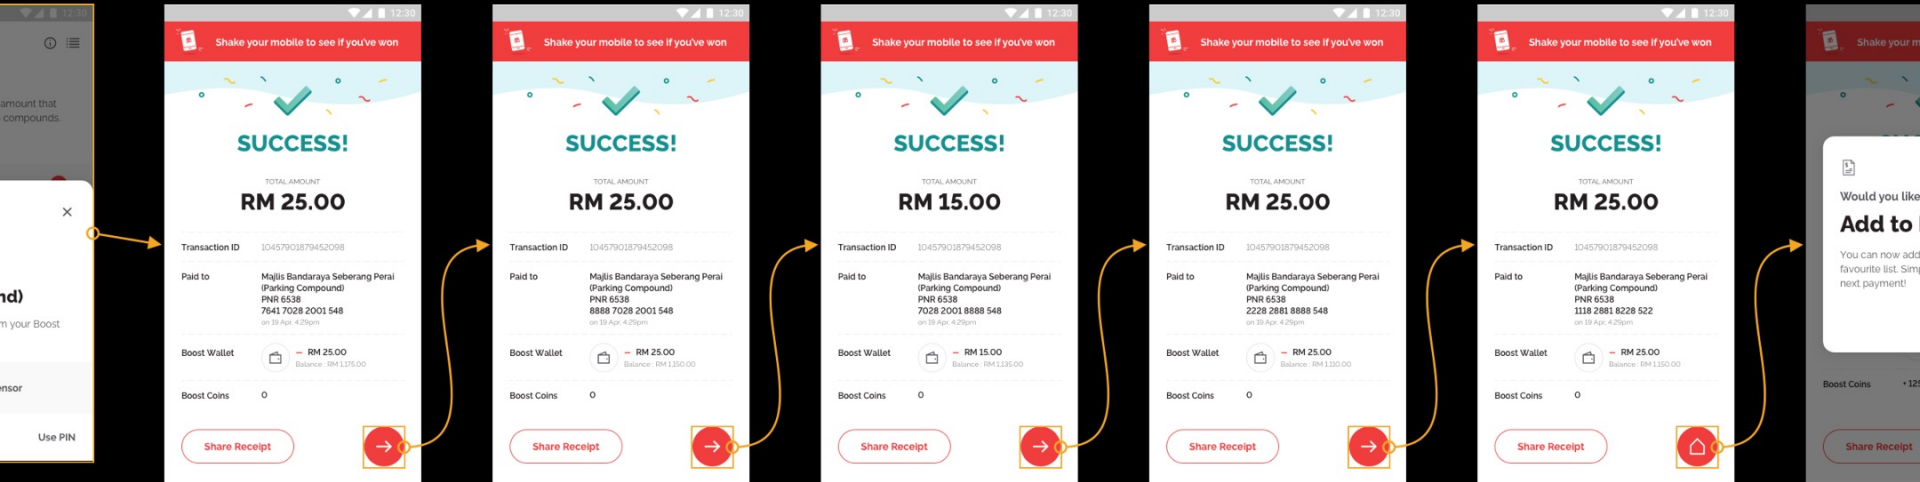 12:30
amount that
compounds.
nd)
m your Boost
ensor
Use PIN
12:30
Shake your mobile to see if you've won
SUCCESS!
TOTAL AMOUNT
RM 25.00
Transaction ID 10457901879452098
Paid to Majlis Bandaraya Seberang Perai
(Parking Compound)
PNR 6538
7641 7028 2001 548
on 19 Apr, 4:29pm
Boost Wallet – RM 25.00
Balance : RM 1,175.00
Boost Coins 0
Share Receipt
12:30
Shake your mobile to see if you've won
SUCCESS!
TOTAL AMOUNT
RM 25.00
Transaction ID 10457901879452098
Paid to Majlis Bandaraya Seberang Perai
(Parking Compound)
PNR 6538
8888 7028 2001 548
on 19 Apr, 4:29pm
Boost Wallet – RM 25.00
Balance : RM 1,150.00
Boost Coins 0
Share Receipt
12:30
Shake your mobile to see if you've won
SUCCESS!
TOTAL AMOUNT
RM 15.00
Transaction ID 10457901879452098
Paid to Majlis Bandaraya Seberang Perai
(Parking Compound)
PNR 6538
7028 2001 8888 548
on 19 Apr, 4:29pm
Boost Wallet – RM 15.00
Balance : RM 1,135.00
Boost Coins 0
Share Receipt
12:30
Shake your mobile to see if you've won
SUCCESS!
TOTAL AMOUNT
RM 25.00
Transaction ID 10457901879452098
Paid to Majlis Bandaraya Seberang Perai
(Parking Compound)
PNR 6538
2228 2881 8888 548
on 19 Apr, 4:29pm
Boost Wallet – RM 25.00
Balance : RM 1,110.00
Boost Coins 0
Share Receipt
12:30
Shake your mobile to see if you've won
SUCCESS!
TOTAL AMOUNT
RM 25.00
Transaction ID 10457901879452098
Paid to Majlis Bandaraya Seberang Perai
(Parking Compound)
PNR 6538
1118 2881 8228 522
on 19 Apr, 4:29pm
Boost Wallet – RM 25.00
Balance : RM 1,150.00
Boost Coins 0
Share Receipt
Shake your m
Would you like
Add to
You can now add
favourite list. Simp
next payment!
Boost Coins + 125
Share Receipt